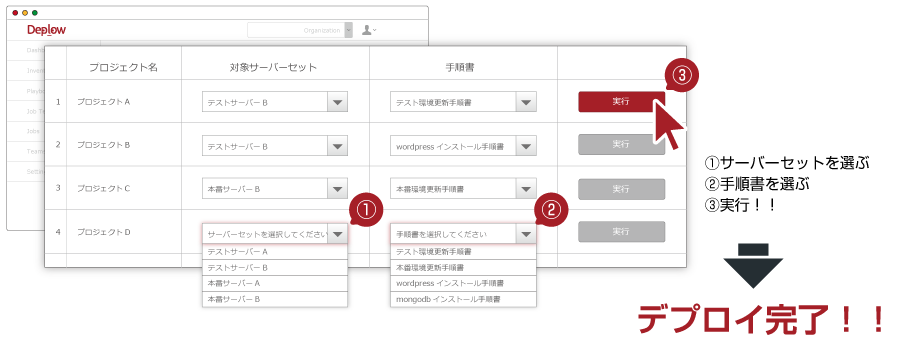 Deplow
Organization
プロジェクト名 対象サーバーセット 手順書
1 プロジェクトA テストサーバーB テスト環境更新手順書 実行 ③
2 プロジェクトB テストサーバーB wordpress インストール手順書 実行
3 プロジェクトC 本番サーバーB 本番環境更新手順書 実行
① ②
4 プロジェクトD サーバーセットを選択してください 手順書を選択してください 実行
テストサーバーA テスト環境更新手順書
テストサーバーB 本番環境更新手順書
本番サーバーA wordpress インストール手順書
本番サーバーB mongodb インストール手順書
①サーバーセットを選ぶ
②手順書を選ぶ
③実行！！
デプロイ完了！！